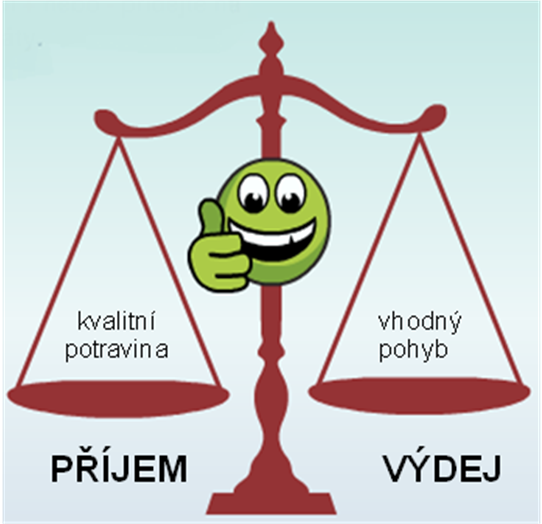 kvalitní
potravina
vhodný
pohyb
PŘÍJEM
VÝDEJ